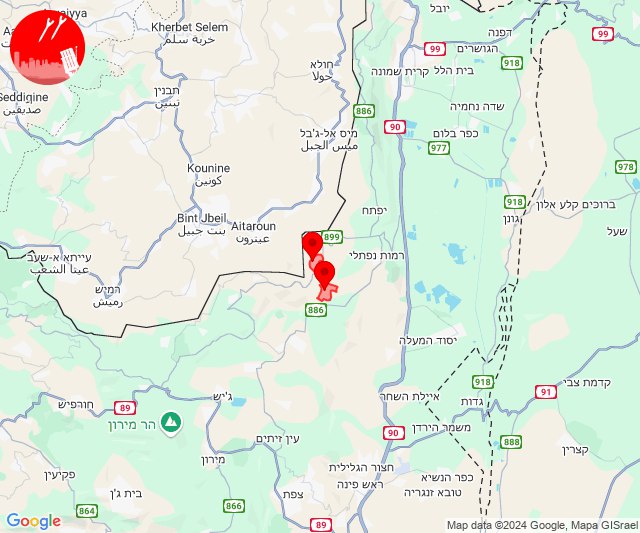 יובל
דפנה
99
Kherbet Selem
خربة سلم
הגושרים
99
918
חולא
حولا
קרית שמונה
בית הלל
Seddiqine
صديقين
תבנין
تبنين
886
שדה נחמיה
90
מיס אל-ג'בל
ميس الجبل
כפר בלום
977
978
Kounine
كونين
918
ברוכים קלע אלון
יפתח
גונן
Bint Jbeil
بنت جبيل
Aitaroun
عيترون
שעל
899
עייתא א-שעב
عيتا الشعب
רמות נפתלי
רמיש
رميش
886
יסוד המעלה
918
קדמת צבי
91
ג'יש
איילת השחר
גדות
89
חורפיש
הר מירון
משמר הירדן
90
888
עין זיתים
קצרין
מירון
חצור הגלילית
פקיעין
כפר הנשיא
ראש פינה
טובא זנגריה
בית ג'ן
צפת
866
864
89
Google
Map data ©2024 Google, Mapa GISrael